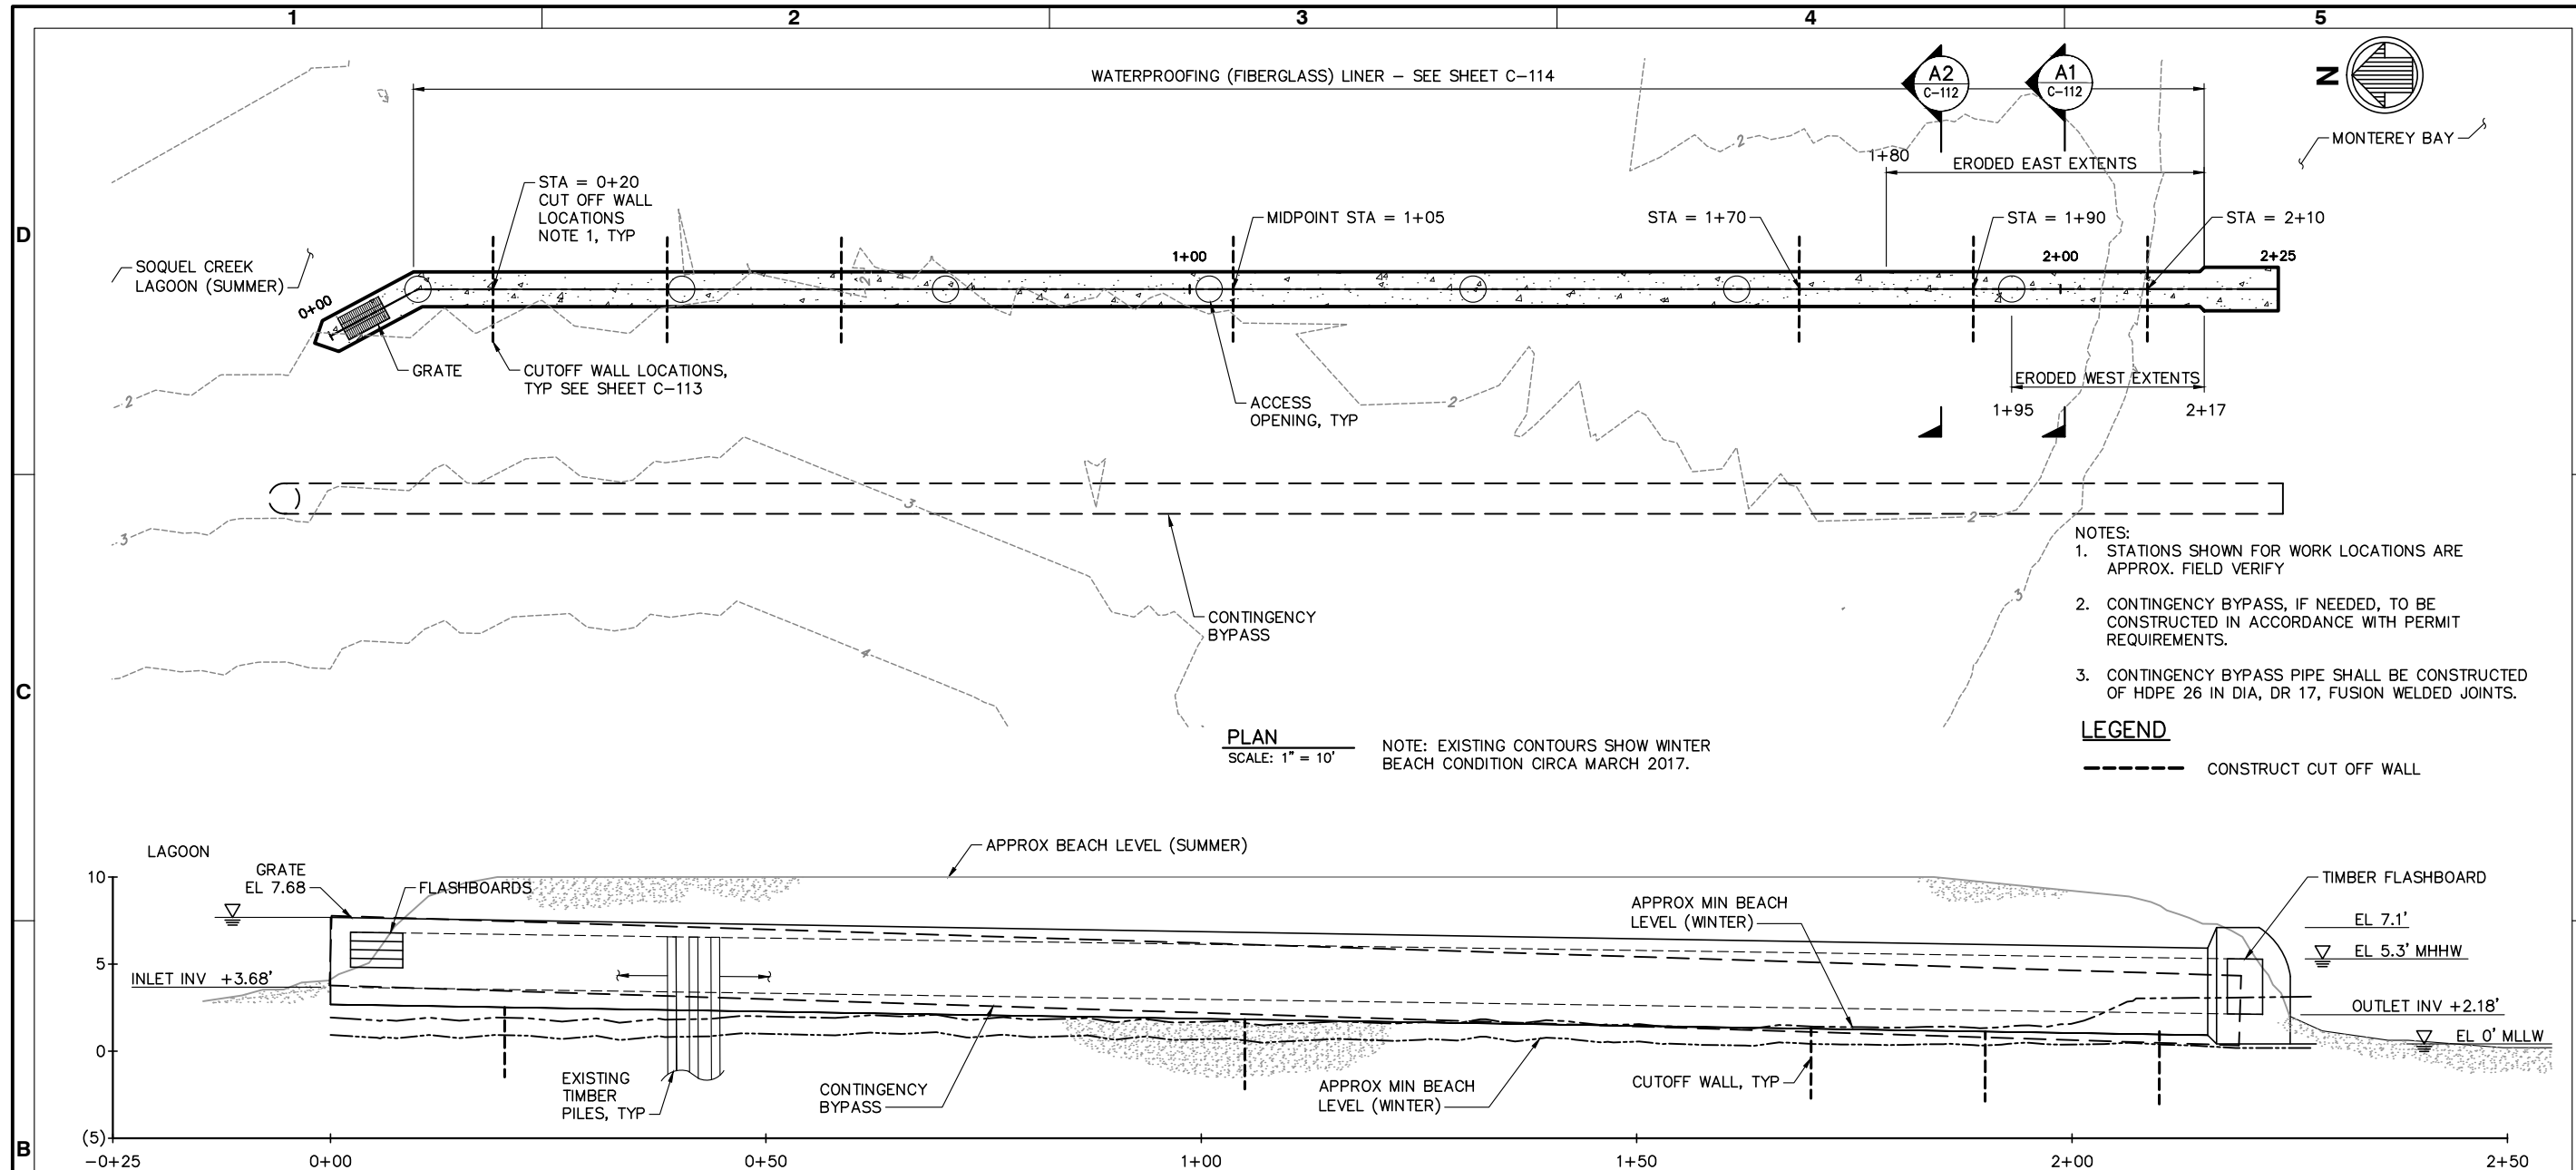 1
2
3
4
5
D
C
B
WATERPROOFING (FIBERGLASS) LINER – SEE SHEET C–114
A2
C–112
A1
C–112
N
MONTEREY BAY
1+80
ERODED EAST EXTENTS
STA = 0+20
CUT OFF WALL
LOCATIONS
NOTE 1, TYP
MIDPOINT STA = 1+05
STA = 1+70
STA = 1+90
STA = 2+10
SOQUEL CREEK
LAGOON (SUMMER)
0+00
1+00
2+00
2+25
GRATE
CUTOFF WALL LOCATIONS,
TYP SEE SHEET C–113
ACCESS
OPENING, TYP
ERODED WEST EXTENTS
1+95
2+17
2
2
2
2
3
3
2
3
4
CONTINGENCY
BYPASS
NOTES:
1. STATIONS SHOWN FOR WORK LOCATIONS ARE
APPROX. FIELD VERIFY
2. CONTINGENCY BYPASS, IF NEEDED, TO BE
CONSTRUCTED IN ACCORDANCE WITH PERMIT
REQUIREMENTS.
3. CONTINGENCY BYPASS PIPE SHALL BE CONSTRUCTED
OF HDPE 26 IN DIA, DR 17, FUSION WELDED JOINTS.
PLAN
SCALE: 1" = 10'
NOTE: EXISTING CONTOURS SHOW WINTER
BEACH CONDITION CIRCA MARCH 2017.
LEGEND
CONSTRUCT CUT OFF WALL
LAGOON
GRATE
EL 7.68
FLASHBOARDS
APPROX BEACH LEVEL (SUMMER)
APPROX MIN BEACH
LEVEL (WINTER)
TIMBER FLASHBOARD
EL 7.1'
EL 5.3' MHHW
OUTLET INV +2.18'
EL 0' MLLW
INLET INV +3.68'
10
5
0
(5)
EXISTING
TIMBER
PILES, TYP
CONTINGENCY
BYPASS
APPROX MIN BEACH
LEVEL (WINTER)
CUTOFF WALL, TYP
–0+25
0+00
0+50
1+00
1+50
2+00
2+50